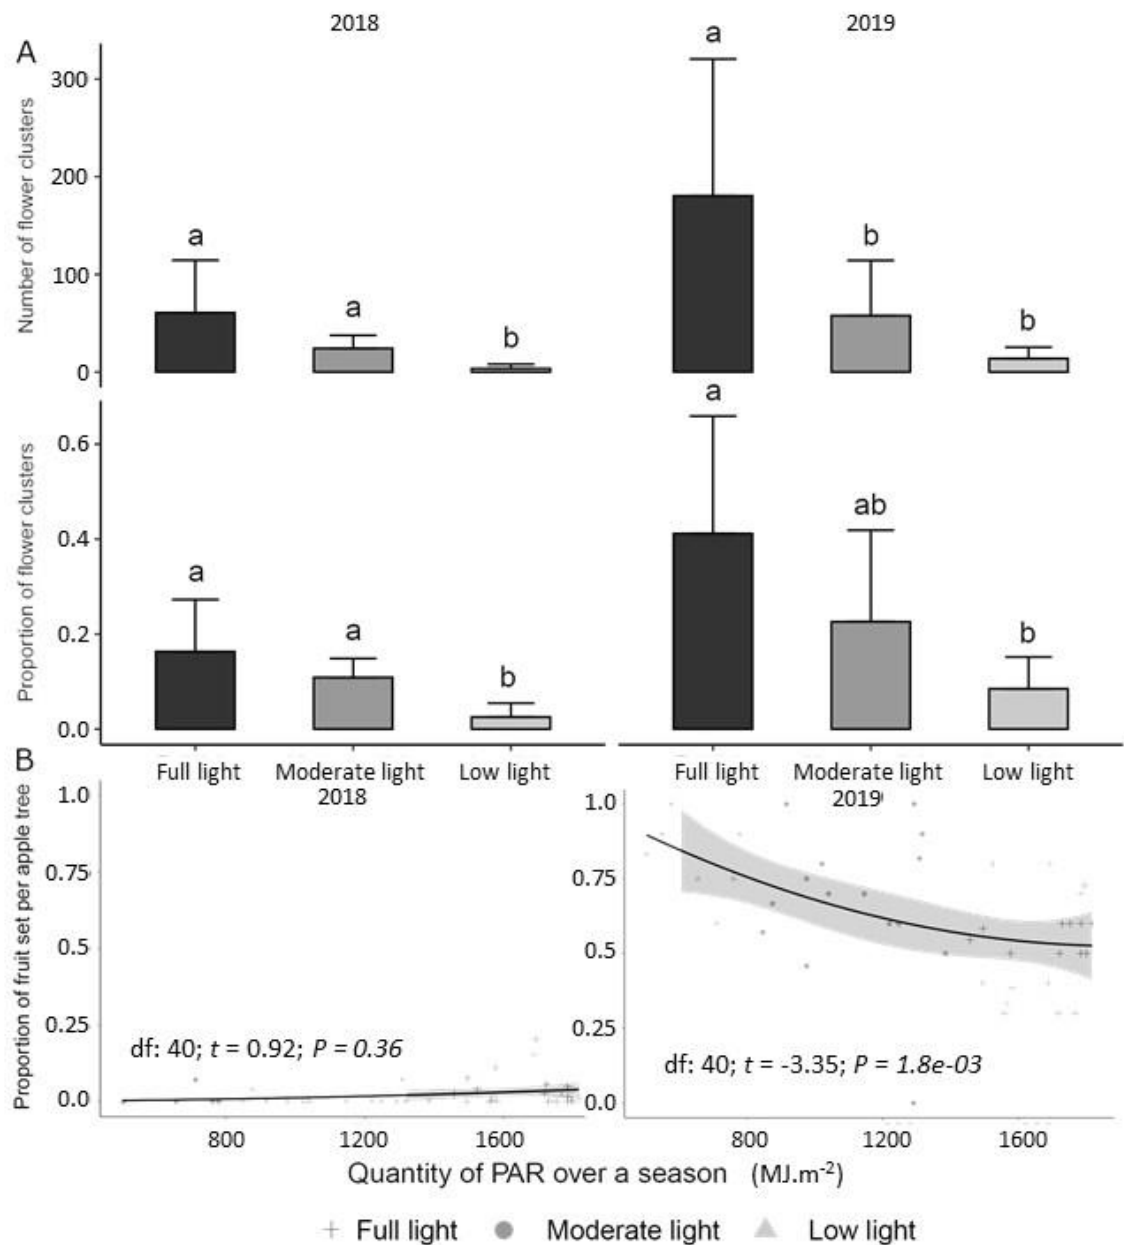 2018 2019
A
Number of flower clusters
300
200
100
0
a a b
a b b
Proportion of flower clusters
0.6
0.4
0.2
0.0
a a b
a ab b
Full light Moderate light Low light Full light Moderate light Low light
B
2018 2019
Proportion of fruit set per apple tree
1.0
0.75
0.5
0.25
0.0
df: 40; t = 0.92; P = 0.36
1.0
0.75
0.5
0.25
0.0
df: 40; t = -3.35; P = 1.8e-03
800 1200 1600 800 1200 1600
Quantity of PAR over a season (MJ.m-2)
Full light Moderate light Low light